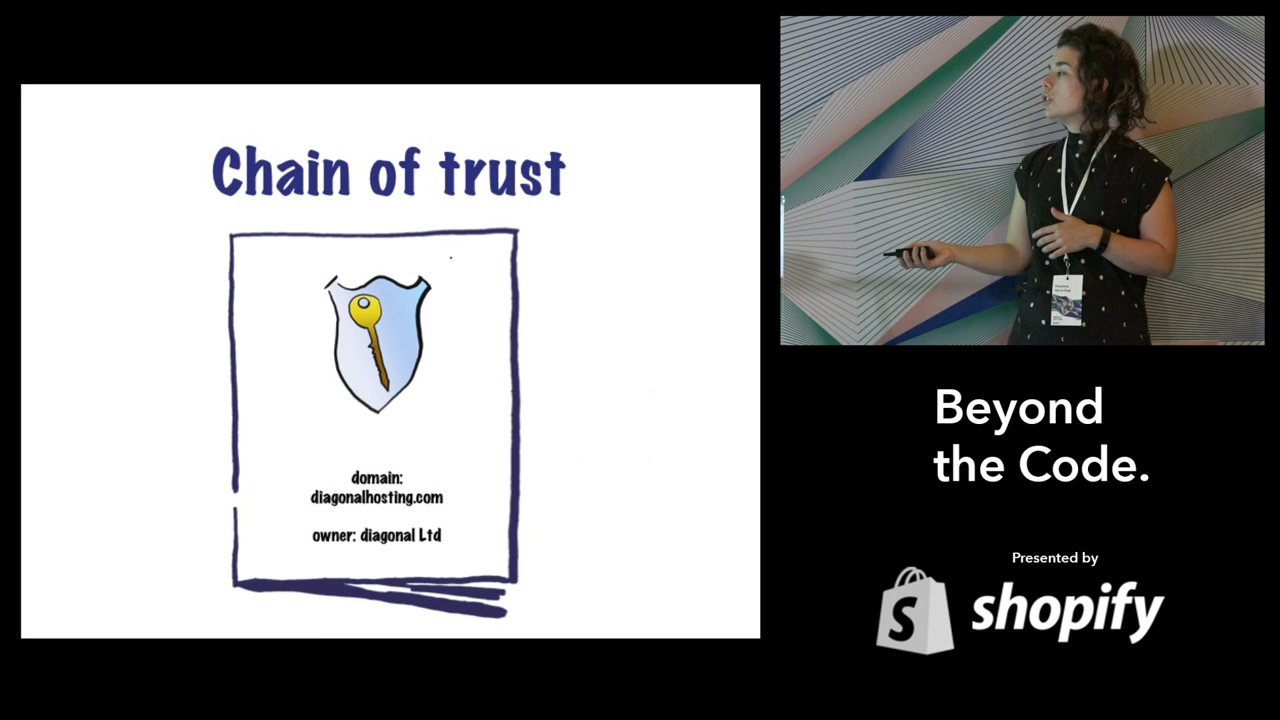 Chain of trust
domain:
diagonalhosting.com
owner: diagonal Ltd
Beyond
the Code.
Presented by
shopify